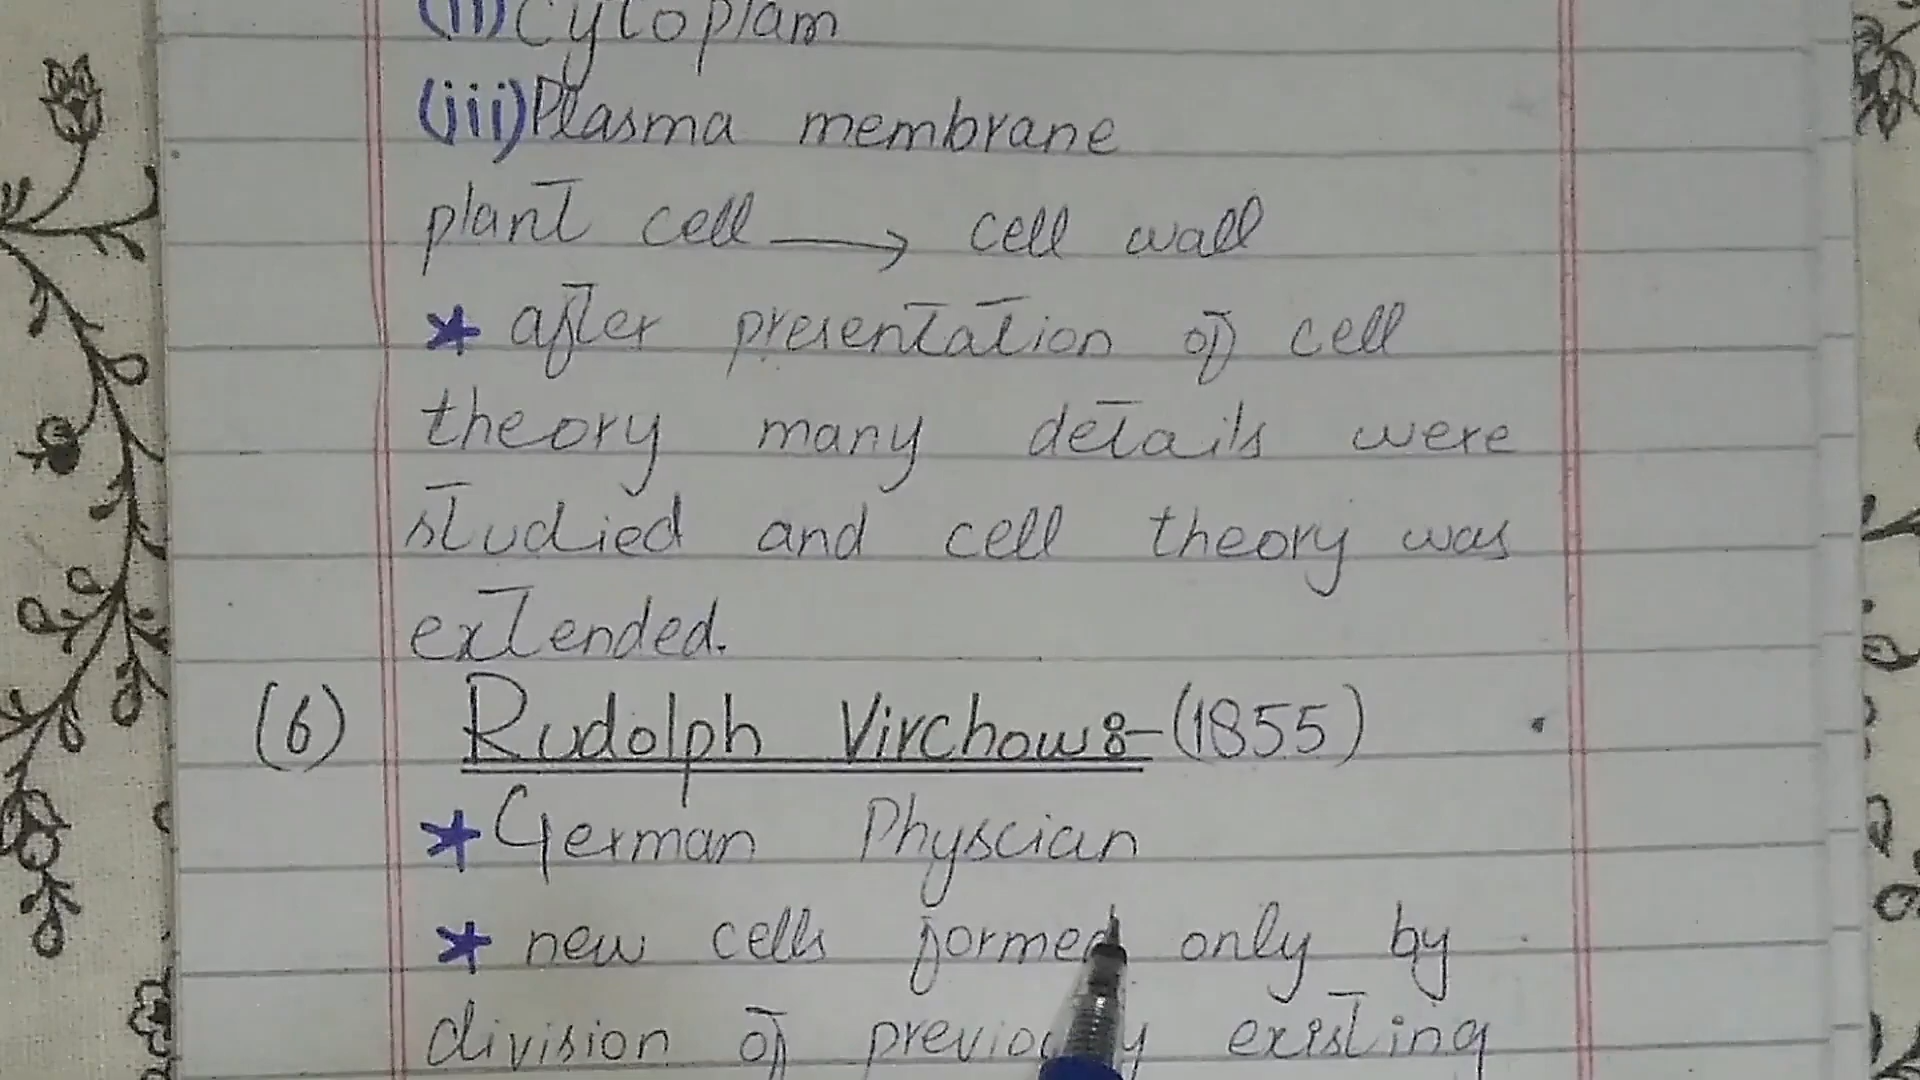 (ii) Cytoplam
(iii) Plasma membrane
plant cell → cell wall
* after presentation of cell
theory many details were
studied and cell theory was
extended.
(6) Rudolph Virchow:-(1855)
* German Physcian
* new cells formed only by
division of existing